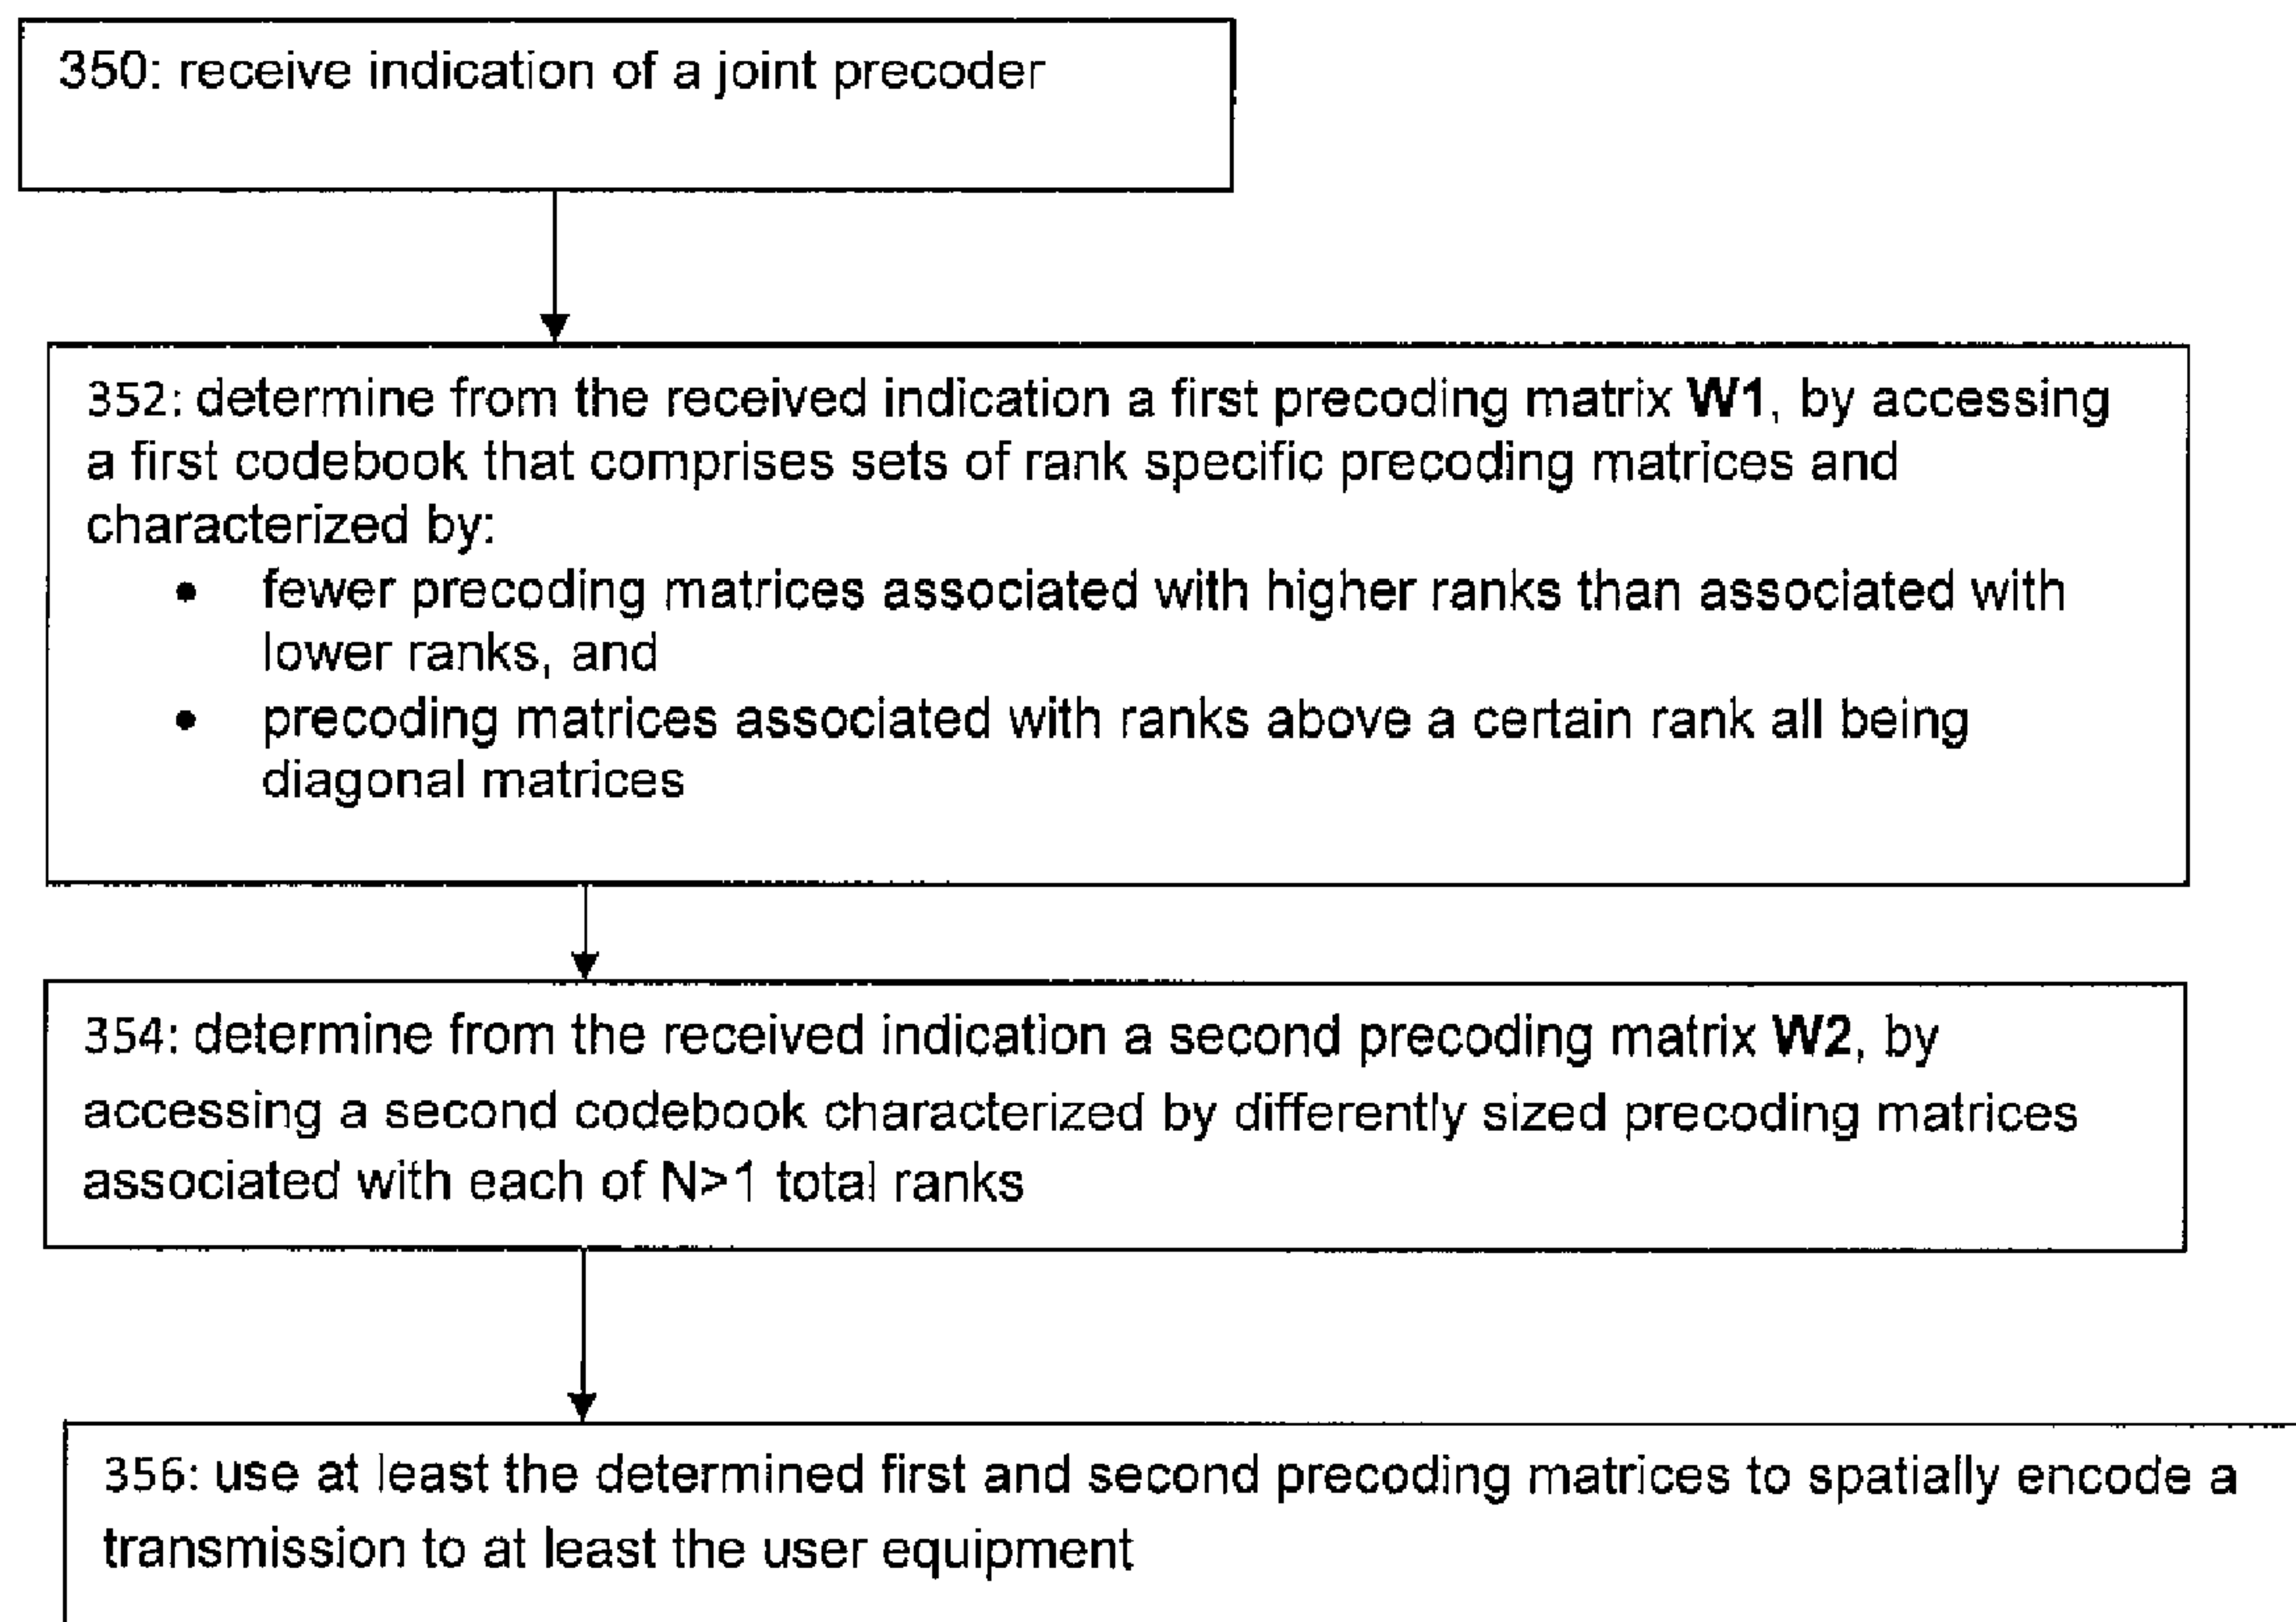 350: receive indication of a joint precoder
352: determine from the received indication a first precoding matrix W1, by accessing
a first codebook that comprises sets of rank specific precoding matrices and
characterized by:
• fewer precoding matrices associated with higher ranks than associated with
lower ranks, and
• precoding matrices associated with ranks above a certain rank all being
diagonal matrices
354: determine from the received indication a second precoding matrix W2, by
accessing a second codebook characterized by differently sized precoding matrices
associated with each of N>1 total ranks
356: use at least the determined first and second precoding matrices to spatially encode a
transmission to at least the user equipment